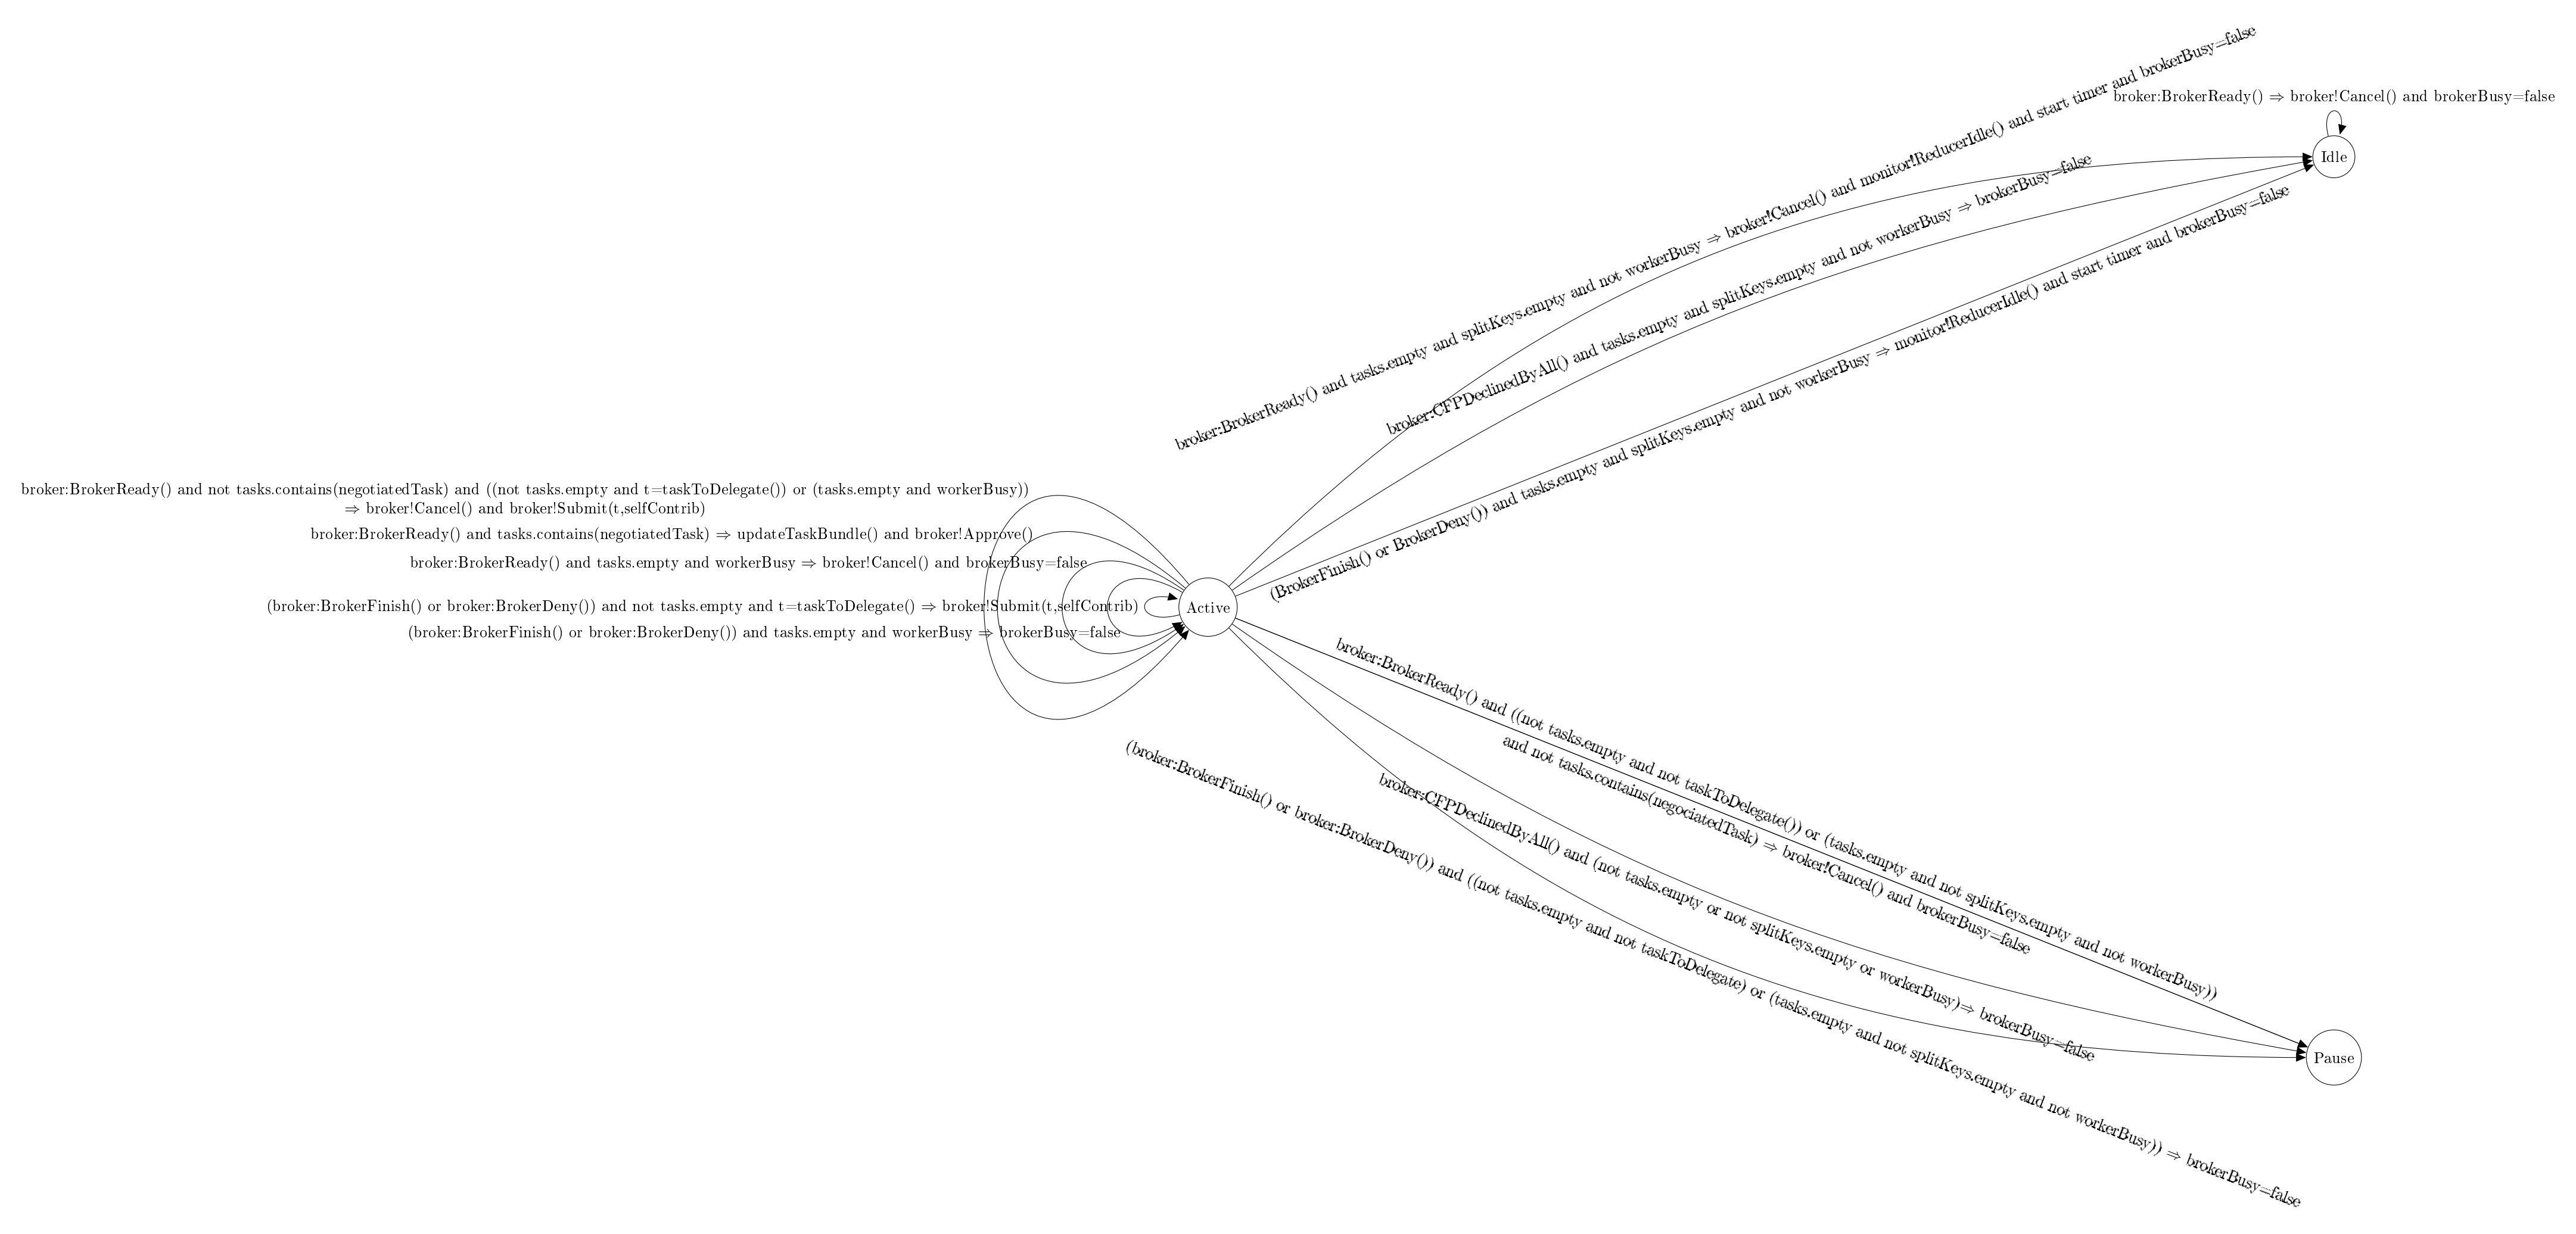 broker:BrokerReady() and tasks.empty and splitKeys.empty and not workerBusy ⇒ broker!Cancel() and monitor!ReducerIdle() and start timer and brokerBusy=false
broker:BrokerReady() ⇒ broker!Cancel() and brokerBusy=false
Idle
broker:CFPDeclinedByAll() and tasks.empty and splitKeys.empty and not workerBusy ⇒ brokerBusy=false
(BrokerFinish() or BrokerDeny()) and tasks.empty and splitKeys.empty and not workerBusy ⇒ monitor!ReducerIdle() and start timer and brokerBusy=false
broker:BrokerReady() and not tasks.contains(negotiatedTask) and ((not tasks.empty and t=taskToDelegate()) or (tasks.empty and workerBusy))
⇒ broker!Cancel() and broker!Submit(t,selfContrib)
broker:BrokerReady() and tasks.contains(negotiatedTask) ⇒ updateTaskBundle() and broker!Approve()
broker:BrokerReady() and tasks.empty and workerBusy ⇒ broker!Cancel() and brokerBusy=false
(broker:BrokerFinish() or broker:BrokerDeny()) and not tasks.empty and t=taskToDelegate() ⇒ broker!Submit(t,selfContrib)
(broker:BrokerFinish() or broker:BrokerDeny()) and tasks.empty and workerBusy ⇒ brokerBusy=false
Active
broker:BrokerReady() and ((not tasks.empty and not taskToDelegate()) or (tasks.empty and not splitKeys.empty and not workerBusy))
and not tasks.contains(negociatedTask) ⇒ broker!Cancel() and brokerBusy=false
broker:CFPDeclinedByAll() and (not tasks.empty or not splitKeys.empty or workerBusy)⇒ brokerBusy=false
(broker:BrokerFinish() or broker:BrokerDeny()) and ((not tasks.empty and not taskToDelegate) or (tasks.empty and not splitKeys.empty and not workerBusy)) ⇒ brokerBusy=false
Pause